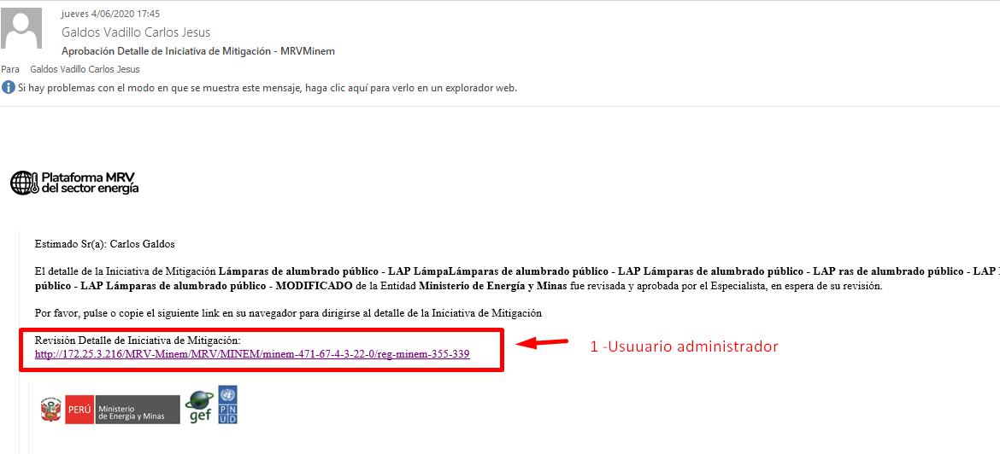 jueves 4/06/2020 17:45
Galdos Vadillo Carlos Jesus
Aprobación Detalle de Iniciativa de Mitigación - MRVMinem
Para Galdos Vadillo Carlos Jesus
Si hay problemas con el modo en que se muestra este mensaje, haga clic aquí para verlo en un explorador web.
Plataforma MRV
del sector energía
Estimado Sr(a): Carlos Galdos
El detalle de la Iniciativa de Mitigación Lámparas de alumbrado público - LAP LámpaLámparas de alumbrado público - LAP Lámparas de alumbrado público - LAP ras de alumbrado público - LAP
público - LAP Lámparas de alumbrado público - MODIFICADO de la Entidad Ministerio de Energía y Minas fue revisada y aprobada por el Especialista, en espera de su revisión.
Por favor, pulse o copie el siguiente link en su navegador para dirigirse al detalle de la Iniciativa de Mitigación
Revisión Detalle de Iniciativa de Mitigación:
http://172.25.3.216/MRV-Minem/MRV/MINEM/minem-471-67-4-3-22-0/reg-minem-355-339
1 -Usuuario administrador
PERÚ Ministerio
de Energía y Minas
gef
P N
U D